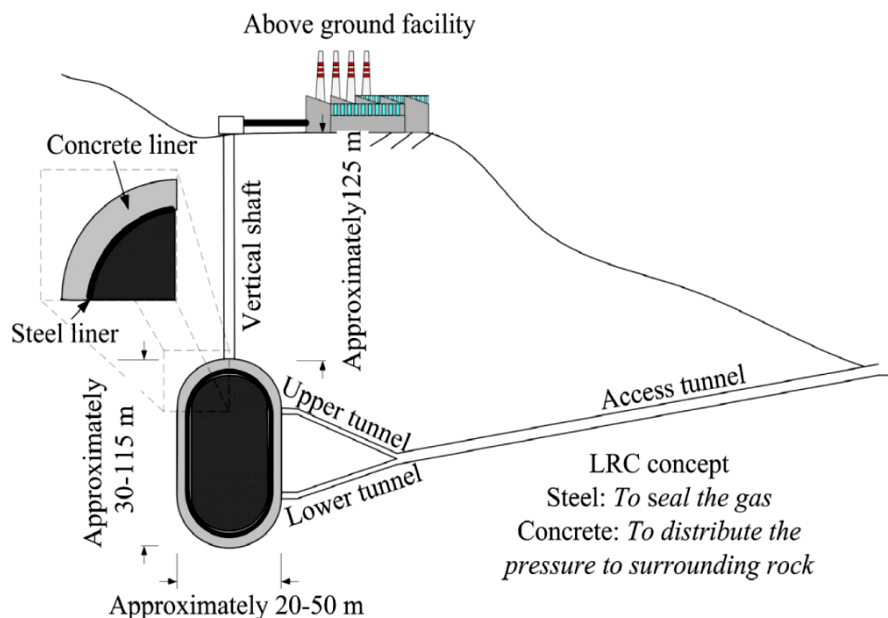 Above ground facility
Concrete liner
Steel liner
Vertical shaft
Approximately125 m
Approximately
30-115 m
Upper tunnel
Lower tunnel
Access tunnel
Approximately 20-50 m
LRC concept
Steel: To seal the gas
Concrete: To distribute the
pressure to surrounding rock